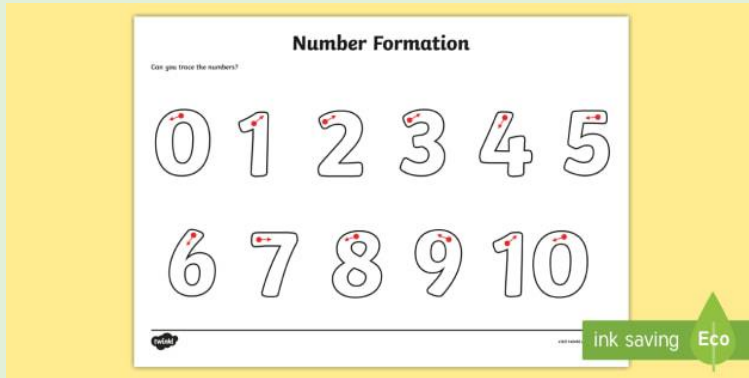 Number Formation
Can you trace the numbers?
0 1 2 3 4 5
6 7 8 9 10
twinkl
ink saving Eco